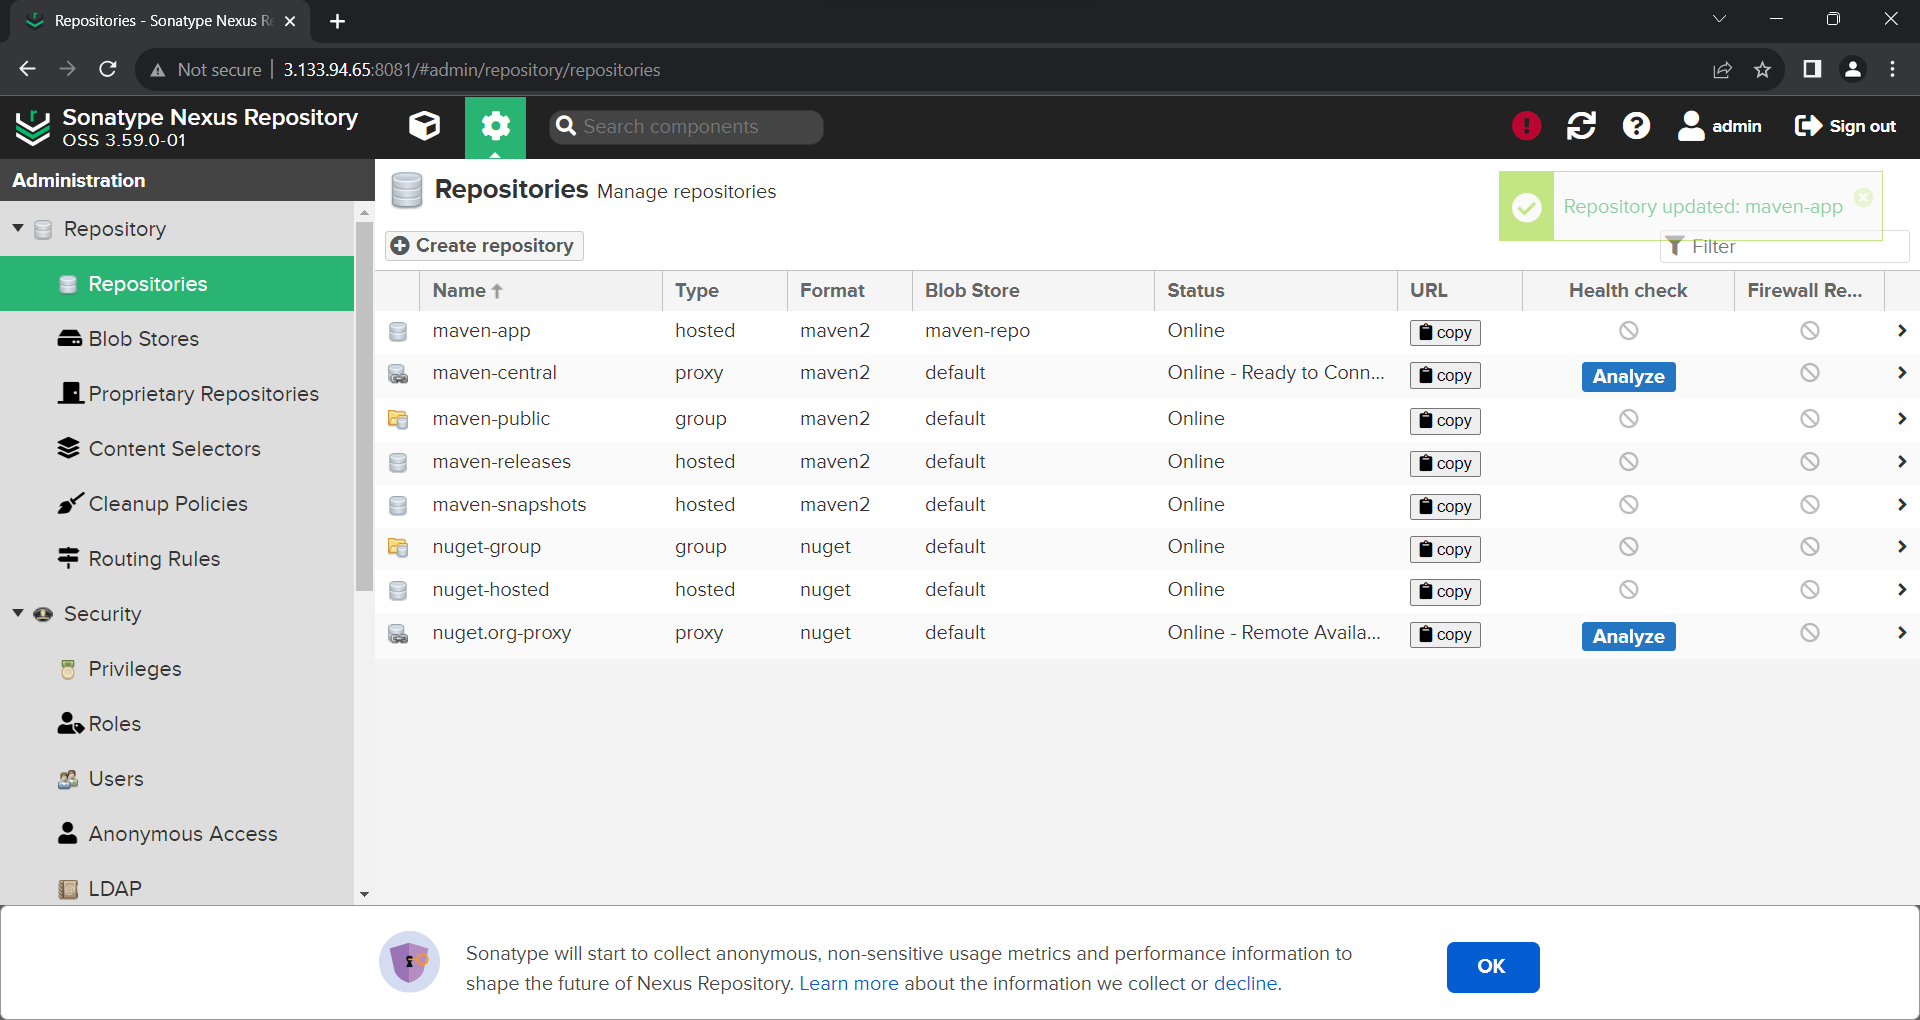 Repositories - Sonatype Nexus Re
Not secure | 3.133.94.65:8081/#admin/repository/repositories
Sonatype Nexus Repository
OSS 3.59.0-01
Search components
admin
Sign out
Administration
Repository
Repositories
Blob Stores
Proprietary Repositories
Content Selectors
Cleanup Policies
Routing Rules
Security
Privileges
Roles
Users
Anonymous Access
LDAP
Repositories Manage repositories
Repository updated: maven-app
Create repository
Filter
Name Type Format Blob Store Status URL Health check Firewall Re...
maven-app hosted maven2 maven-repo Online copy
maven-central proxy maven2 default Online - Ready to Conn... copy Analyze
maven-public group maven2 default Online copy
maven-releases hosted maven2 default Online copy
maven-snapshots hosted maven2 default Online copy
nuget-group group nuget default Online copy
nuget-hosted hosted nuget default Online copy
nuget.org-proxy proxy nuget default Online - Remote Availa... copy Analyze
Sonatype will start to collect anonymous, non-sensitive usage metrics and performance information to
shape the future of Nexus Repository. Learn more about the information we collect or decline.
OK